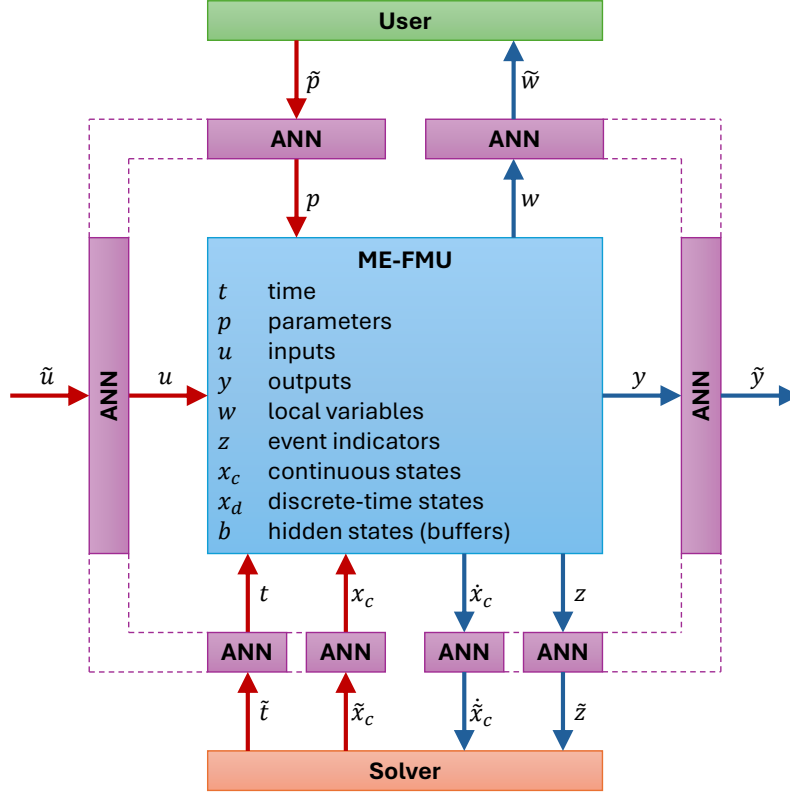 User
p̃
w̃
ANN
ANN
p
w
ME-FMU
t time
p parameters
u inputs
y outputs
w local variables
z event indicators
x_c continuous states
x_d discrete-time states
b hidden states (buffers)
ũ
ANN
u
y
ANN
ỹ
t
x_c
ẋ_c
z
ANN
ANN
ANN
ANN
t̃
x̃_c
x̃̇_c
z̃
Solver